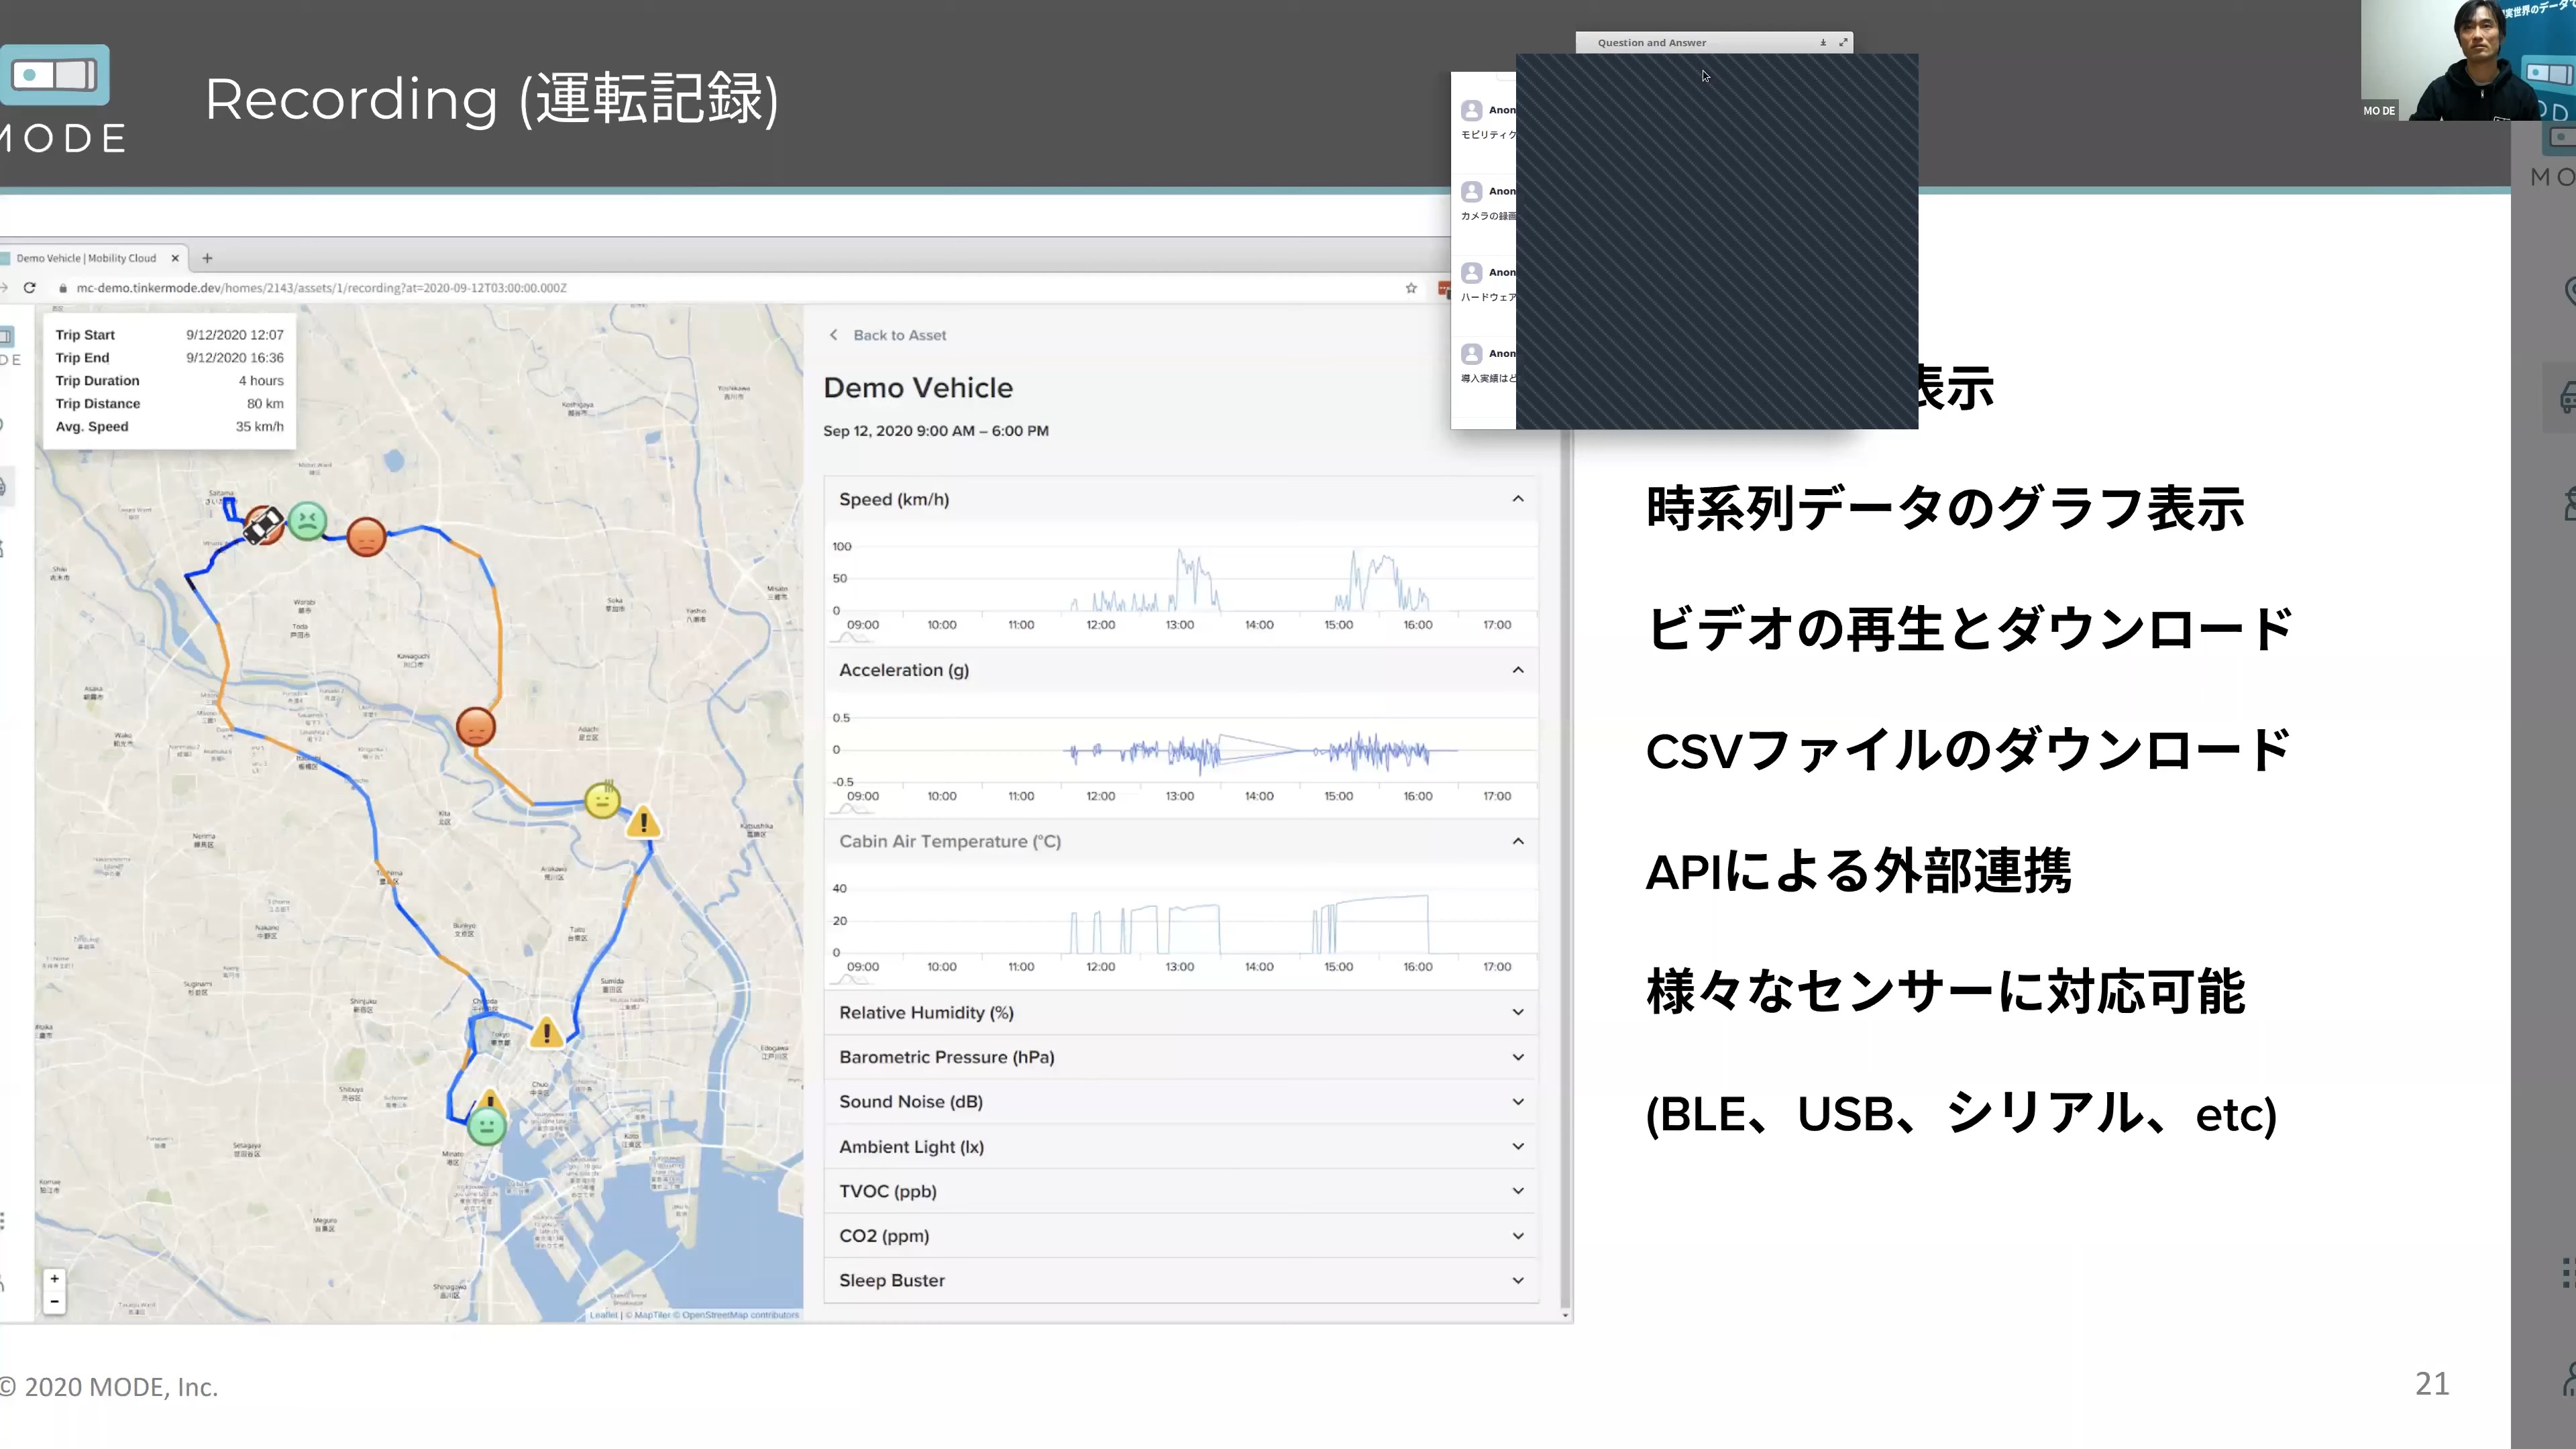 MODE
Recording (運転記録)
Question and Answer
MO DE
Anon
モビリティク
Anon
カメラの録画
Anon
ハードウェア
Anon
導入実績はど
Demo Vehicle | Mobility Cloud
mc-demo.tinkermode.dev/homes/2143/assets/1/recording?at=2020-09-12T03:00:00.000Z
Trip Start 9/12/2020 12:07
Trip End 9/12/2020 16:36
Trip Duration 4 hours
Trip Distance 80 km
Avg. Speed 35 km/h
Back to Asset
Demo Vehicle
Sep 12, 2020 9:00 AM – 6:00 PM
Speed (km/h)
100
50
0
09:00 10:00 11:00 12:00 13:00 14:00 15:00 16:00 17:00
Acceleration (g)
0.5
0
-0.5
09:00 10:00 11:00 12:00 13:00 14:00 15:00 16:00 17:00
Cabin Air Temperature (°C)
40
20
0
09:00 10:00 11:00 12:00 13:00 14:00 15:00 16:00 17:00
Relative Humidity (%)
Barometric Pressure (hPa)
Sound Noise (dB)
Ambient Light (lx)
TVOC (ppb)
CO2 (ppm)
Sleep Buster
Leaflet | © MapTiler © OpenStreetMap contributors
表示
時系列データのグラフ表示
ビデオの再生とダウンロード
CSVファイルのダウンロード
APIによる外部連携
様々なセンサーに対応可能
(BLE、USB、シリアル、etc)
© 2020 MODE, Inc.
21